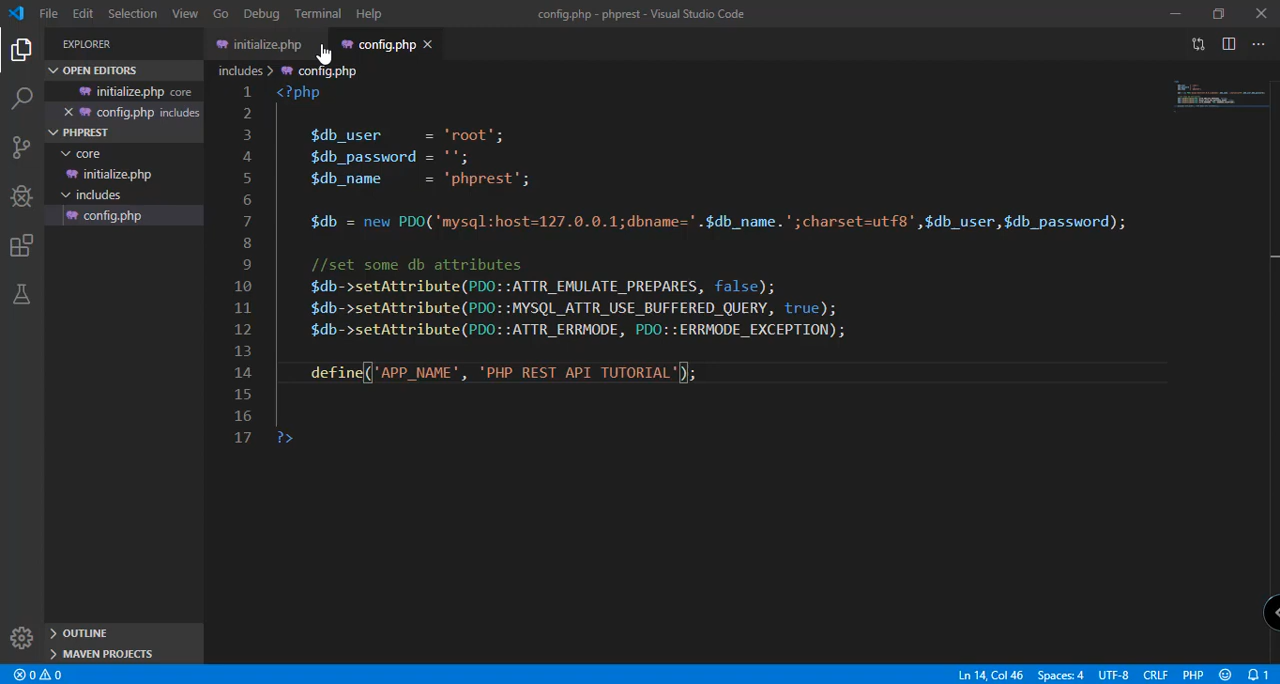 File Edit Selection View Go Debug Terminal Help config.php - phprest - Visual Studio Code
EXPLORER
OPEN EDITORS
initialize.php core
config.php includes
PHPREST
core
initialize.php
includes
config.php
OUTLINE
MAVEN PROJECTS
initialize.php config.php
includes > config.php
1 <?php
2
3 $db_user     = 'root';
4 $db_password = '';
5 $db_name     = 'phprest';
6
7 $db = new PDO('mysql:host=127.0.0.1;dbname='.$db_name.';charset=utf8',$db_user,$db_password);
8
9 //set some db attributes
10 $db->setAttribute(PDO::ATTR_EMULATE_PREPARES, false);
11 $db->setAttribute(PDO::MYSQL_ATTR_USE_BUFFERED_QUERY, true);
12 $db->setAttribute(PDO::ATTR_ERRMODE, PDO::ERRMODE_EXCEPTION);
13
14 define('APP_NAME', 'PHP REST API TUTORIAL');
15
16
17 ?>
0 0 Ln 14, Col 46 Spaces: 4 UTF-8 CRLF PHP 1